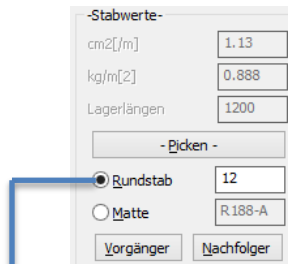 -Stabwerte-
cm2[/m] 1.13
kg/m[2] 0.888
Lagerlängen 1200
- Picken -
Rundstab 12
Matte R188-A
Vorgänger Nachfolger